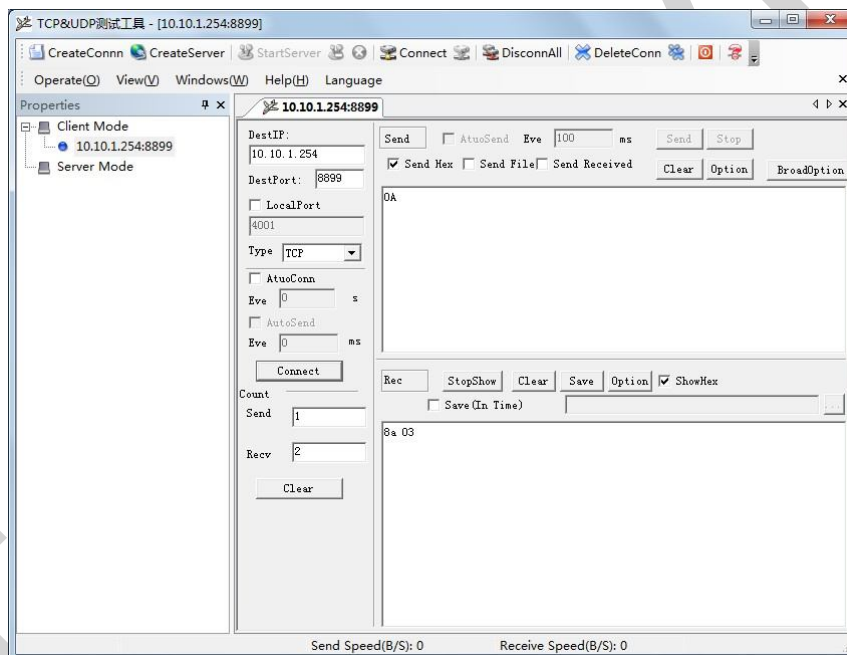 TCP&UDP测试工具 - [10.10.1.254:8899]
CreateConnn CreateServer StartServer Connect DisconnAll DeleteConn
Operate(O) View(V) Windows(W) Help(H) Language
Properties
10.10.1.254:8899
Client Mode
10.10.1.254:8899
Server Mode
DestIP:
10.10.1.254
DestPort: 8899
LocalPort
4001
Type TCP
AtuoConn
Eve 0 s
AutoSend
Eve 0 ms
Connect
Count
Send 1
Recv 2
Clear
Send AtuoSend Eve 100 ms Send Stop
Send Hex Send File Send Received Clear Option BroadOption
0A
Rec StopShow Clear Save Option ShowHex
Save(In Time) ...
8a 03
Send Speed(B/S): 0 Receive Speed(B/S): 0